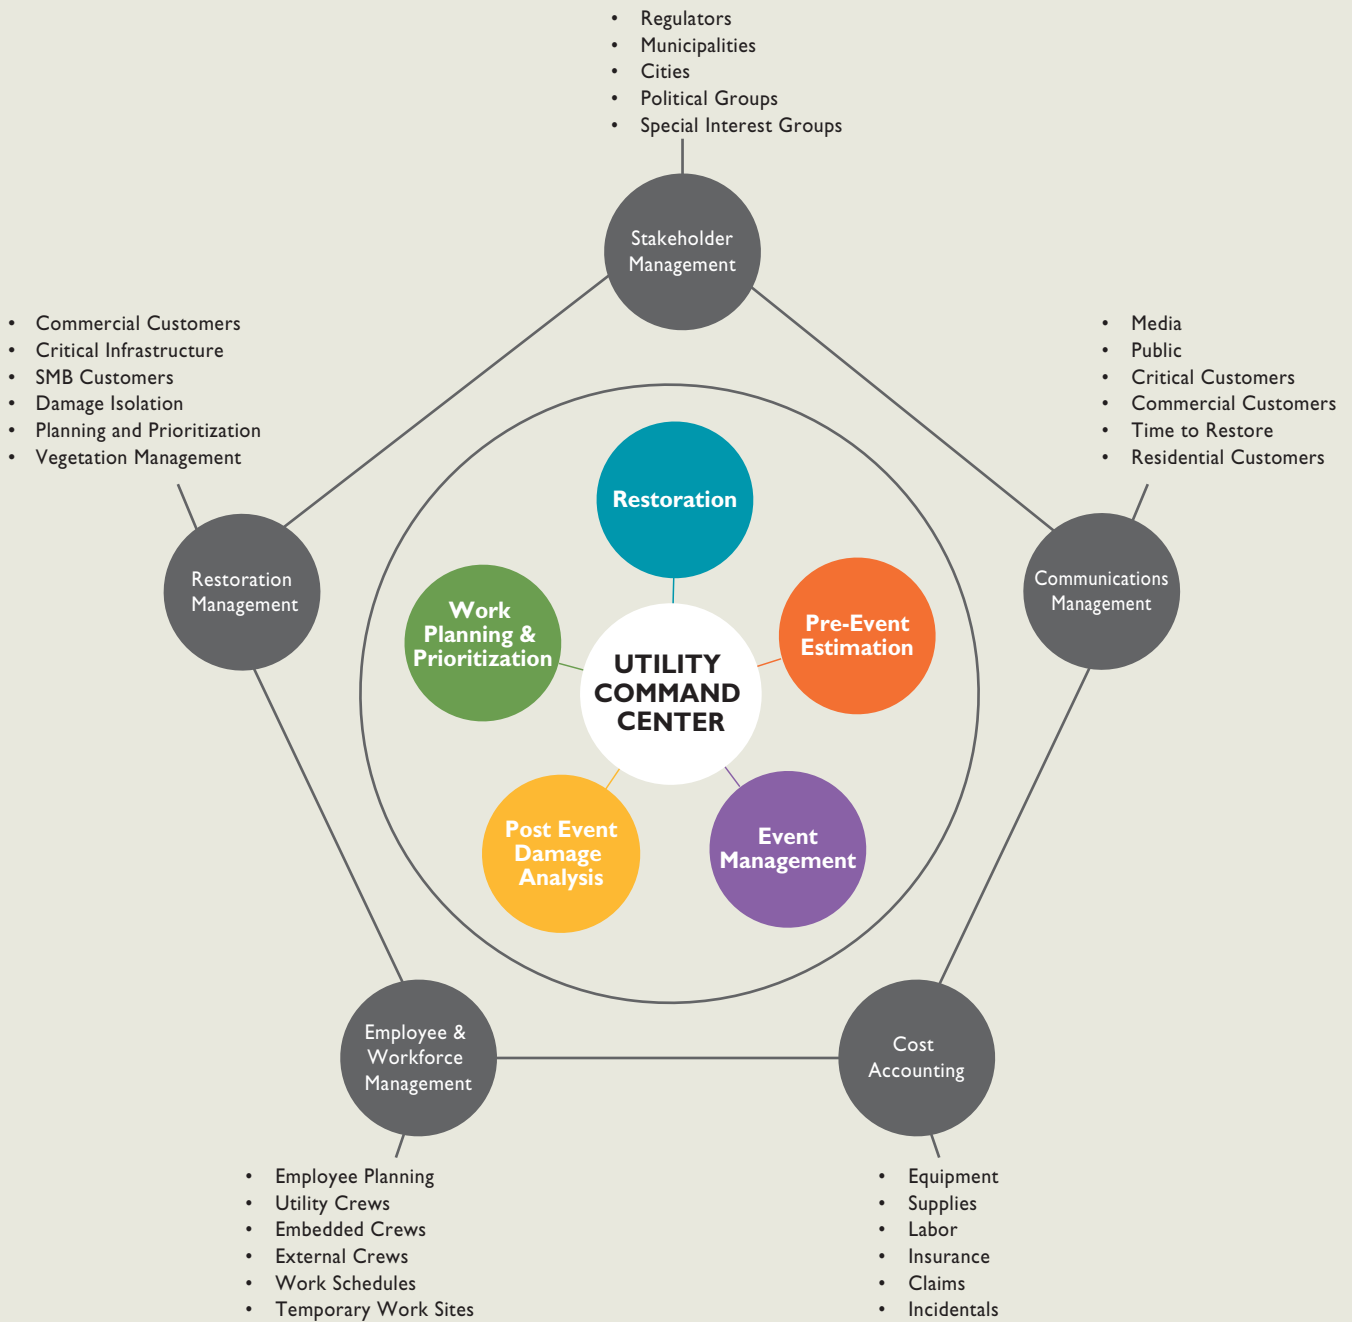 • Regulators
• Municipalities
• Cities
• Political Groups
• Special Interest Groups
Stakeholder
Management
• Commercial Customers
• Critical Infrastructure
• SMB Customers
• Damage Isolation
• Planning and Prioritization
• Vegetation Management
• Media
• Public
• Critical Customers
• Commercial Customers
• Time to Restore
• Residential Customers
Restoration
Management
Communications
Management
Restoration
Work
Planning &
Prioritization
Pre-Event
Estimation
UTILITY
COMMAND
CENTER
Post Event
Damage
Analysis
Event
Management
Employee &
Workforce
Management
Cost
Accounting
• Employee Planning
• Utility Crews
• Embedded Crews
• External Crews
• Work Schedules
• Temporary Work Sites
• Equipment
• Supplies
• Labor
• Insurance
• Claims
• Incidentals